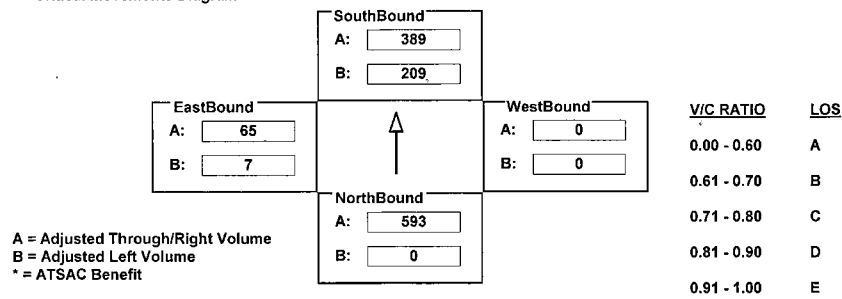 SouthBound
A: 389
B: 209
EastBound
A: 65
B: 7
WestBound
A: 0
B: 0
NorthBound
A: 593
B: 0
V/C RATIO LOS
0.00 - 0.60 A
0.61 - 0.70 B
0.71 - 0.80 C
0.81 - 0.90 D
0.91 - 1.00 E
A = Adjusted Through/Right Volume
B = Adjusted Left Volume
* = ATSAC Benefit